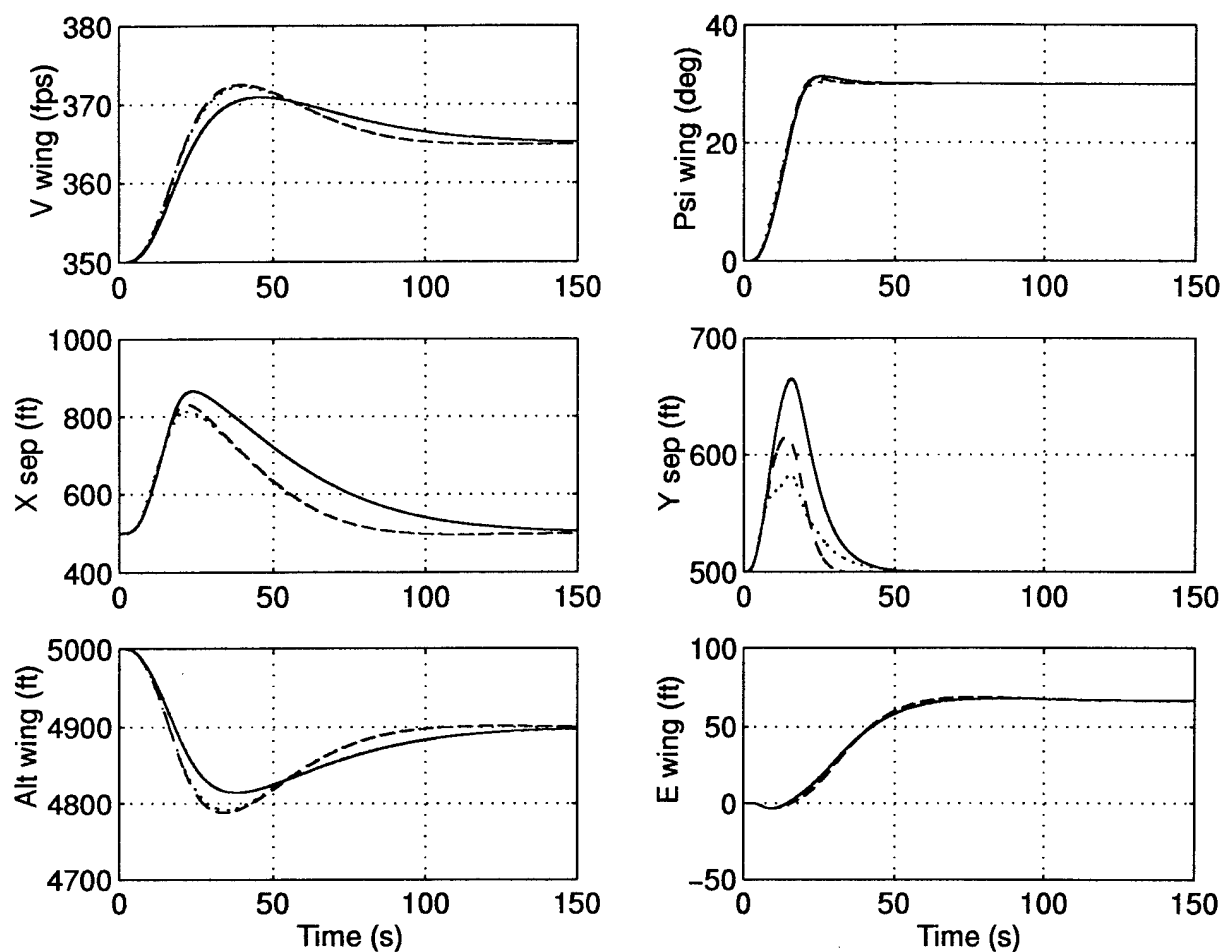 380
370
360
350
V wing (fps)
0 50 100 150
40
20
0
Psi wing (deg)
0 50 100 150
1000
800
600
400
X sep (ft)
0 50 100 150
700
600
500
Y sep (ft)
0 50 100 150
5000
4900
4800
4700
Alt wing (ft)
0 50 100 150
Time (s)
100
50
0
−50
E wing (ft)
0 50 100 150
Time (s)